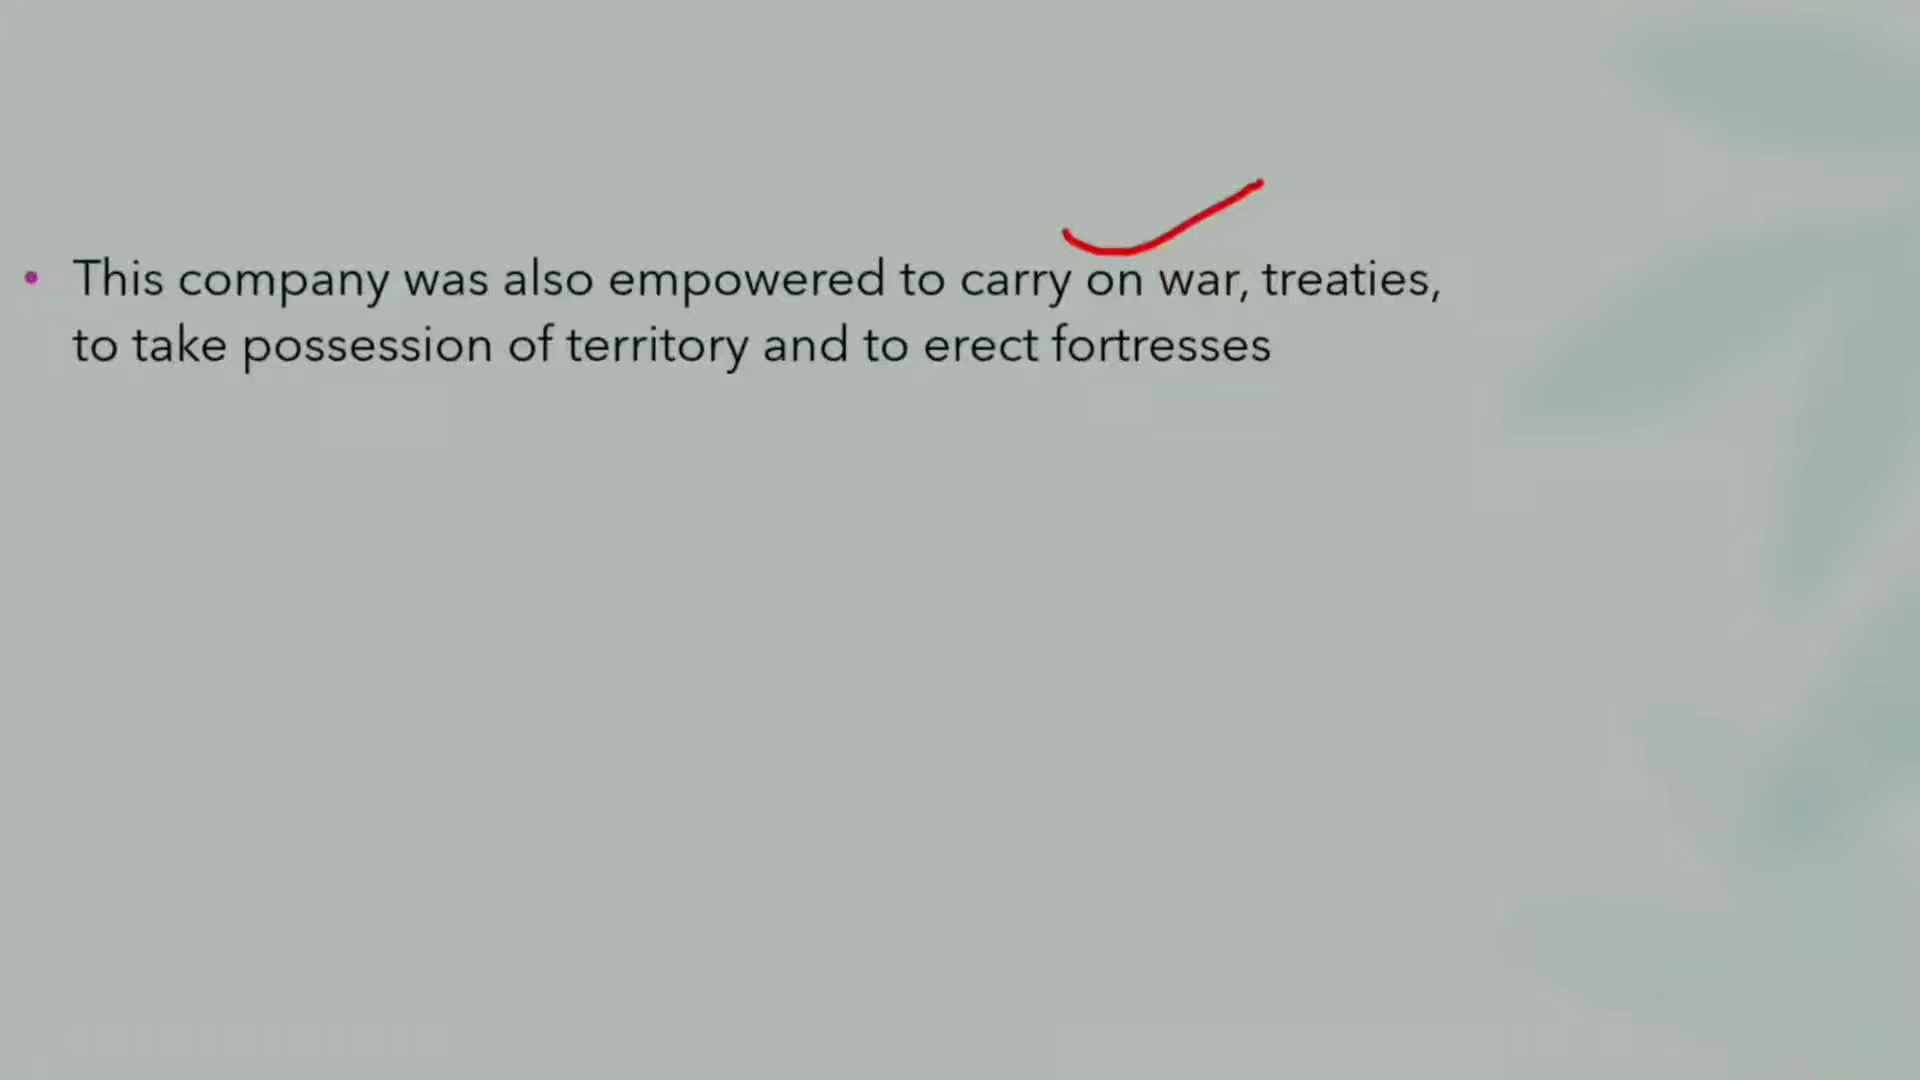 • This company was also empowered to carry on war, treaties,
to take possession of territory and to erect fortresses